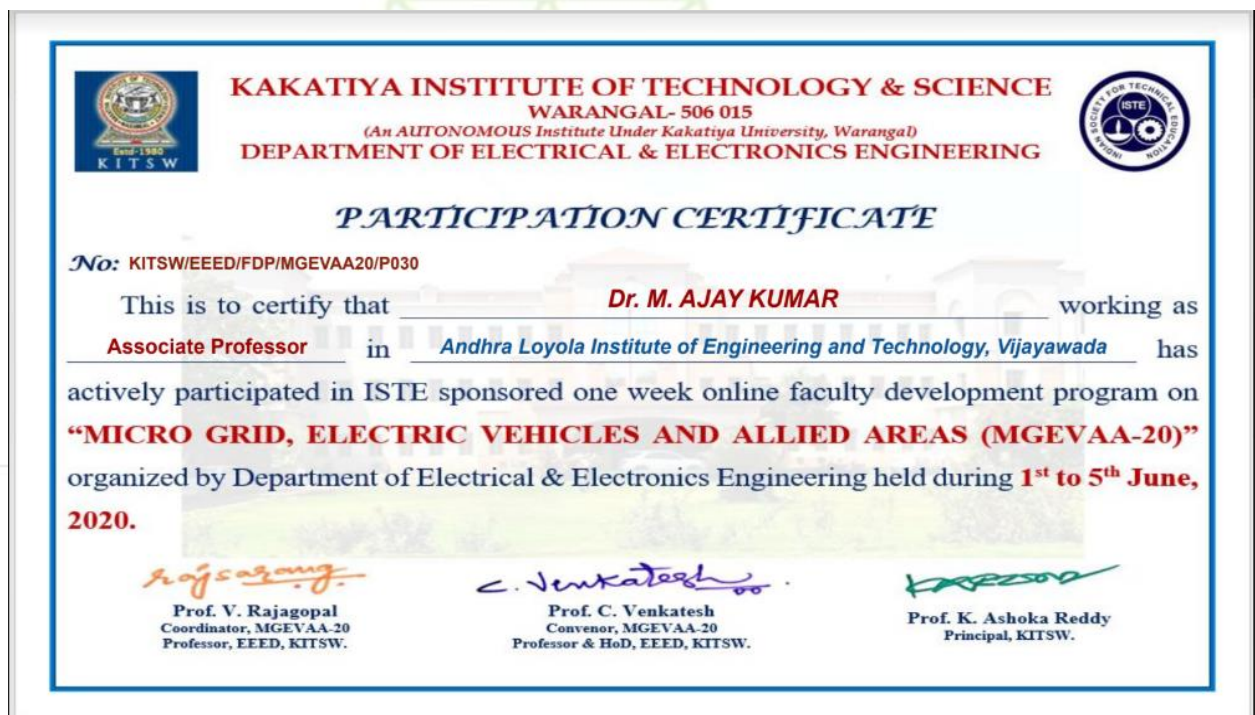 KAKATIYA INSTITUTE OF TECHNOLOGY & SCIENCE
WARANGAL- 506 015
(An AUTONOMOUS Institute Under Kakatiya University, Warangal)
DEPARTMENT OF ELECTRICAL & ELECTRONICS ENGINEERING
Estd-1980
KITSW
INDIAN SOCIETY FOR TECHNICAL EDUCATION
ISTE
PARTICIPATION CERTIFICATE
No: KITSW/EEED/FDP/MGEVAA20/P030
This is to certify that Dr. M. AJAY KUMAR working as
Associate Professor in Andhra Loyola Institute of Engineering and Technology, Vijayawada has
actively participated in ISTE sponsored one week online faculty development program on
“MICRO GRID, ELECTRIC VEHICLES AND ALLIED AREAS (MGEVAA-20)”
organized by Department of Electrical & Electronics Engineering held during 1st to 5th June,
2020.
C. Venkatesh
Prof. V. Rajagopal
Coordinator, MGEVAA-20
Professor, EEED, KITSW.
Prof. C. Venkatesh
Convenor, MGEVAA-20
Professor & HoD, EEED, KITSW.
Prof. K. Ashoka Reddy
Principal, KITSW.